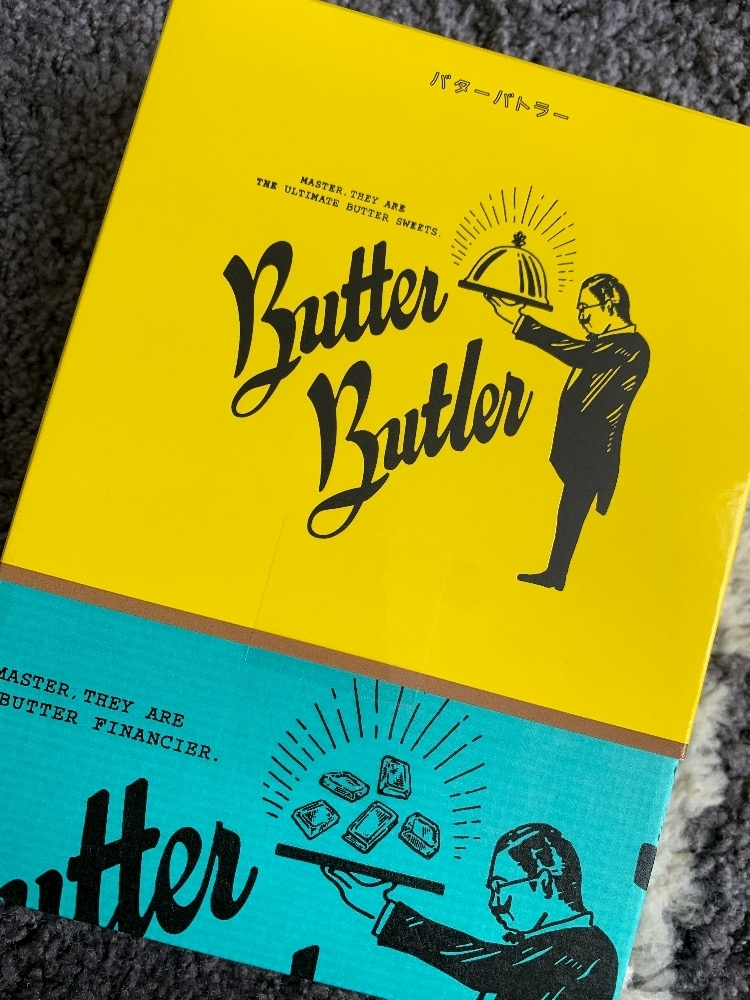 バターバトラー
MASTER, THEY ARE
THE ULTIMATE BUTTER SWEETS.
Butter
Butler
MASTER, THEY ARE
BUTTER FINANCIER.
utter